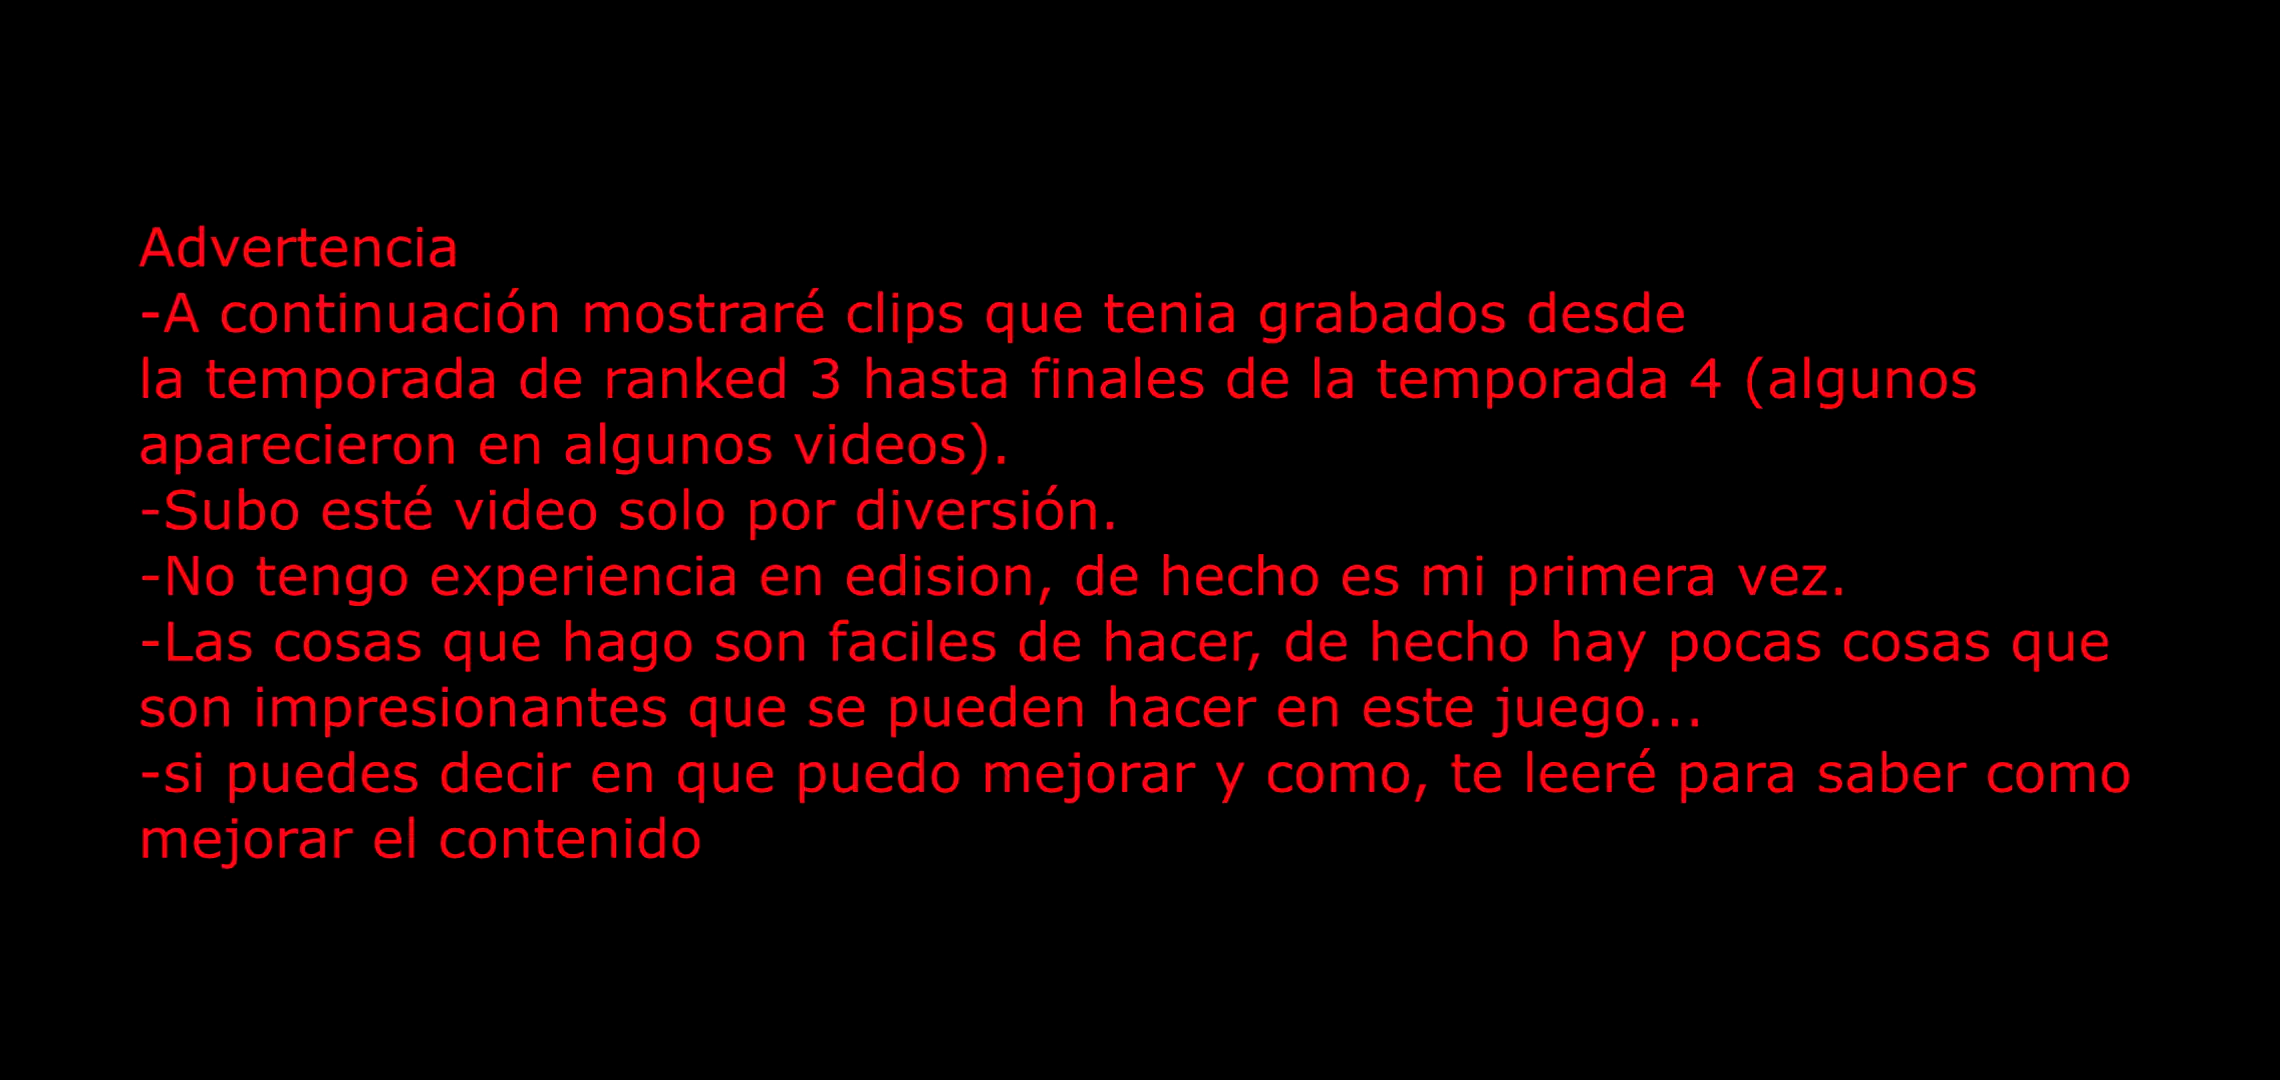 Advertencia
-A continuación mostraré clips que tenia grabados desde
la temporada de ranked 3 hasta finales de la temporada 4 (algunos
aparecieron en algunos videos).
-Subo esté video solo por diversión.
-No tengo experiencia en edision, de hecho es mi primera vez.
-Las cosas que hago son faciles de hacer, de hecho hay pocas cosas que
son impresionantes que se pueden hacer en este juego...
-si puedes decir en que puedo mejorar y como, te leeré para saber como
mejorar el contenido